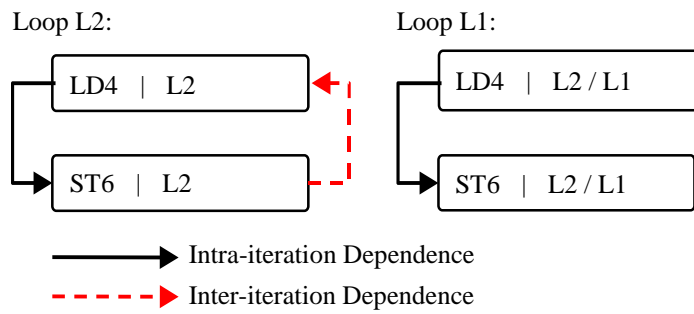 Loop L2:
LD4 | L2
ST6 | L2
Loop L1:
LD4 | L2 / L1
ST6 | L2 / L1
Intra-iteration Dependence
Inter-iteration Dependence